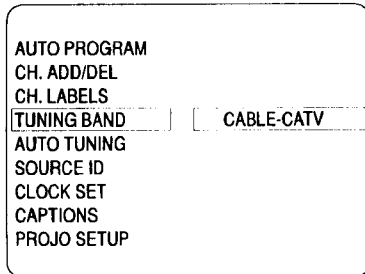 AUTO PROGRAM
CH. ADD/DEL
CH. LABELS
TUNING BAND CABLE-CATV
AUTO TUNING
SOURCE ID
CLOCK SET
CAPTIONS
PROJO SETUP